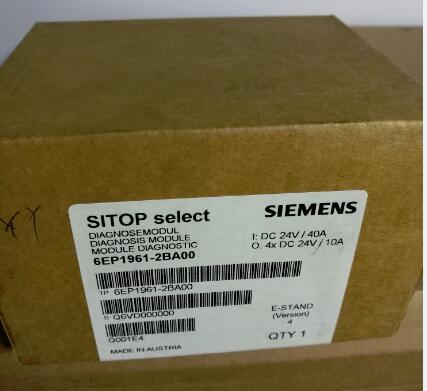 SITOP select
SIEMENS
DIAGNOSEMODUL
DIAGNOSIS MODULE
MODULE DIAGNOSTIC
6EP1961-2BA00
I: DC 24V / 40A
O: 4x DC 24V / 10A
1P 6EP1961-2BA00
S Q6VD000000
Q001E4
E-STAND
(Version)
4
QTY 1
MADE IN AUSTRIA
XY